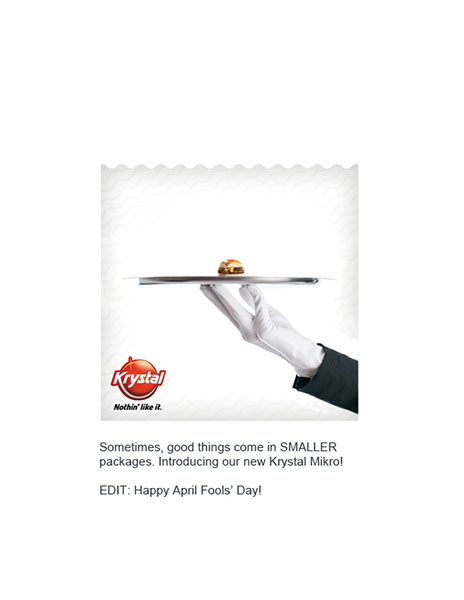 Krystal
Nothin' like it.
Sometimes, good things come in SMALLER
packages. Introducing our new Krystal Mikro!
EDIT: Happy April Fools’ Day!